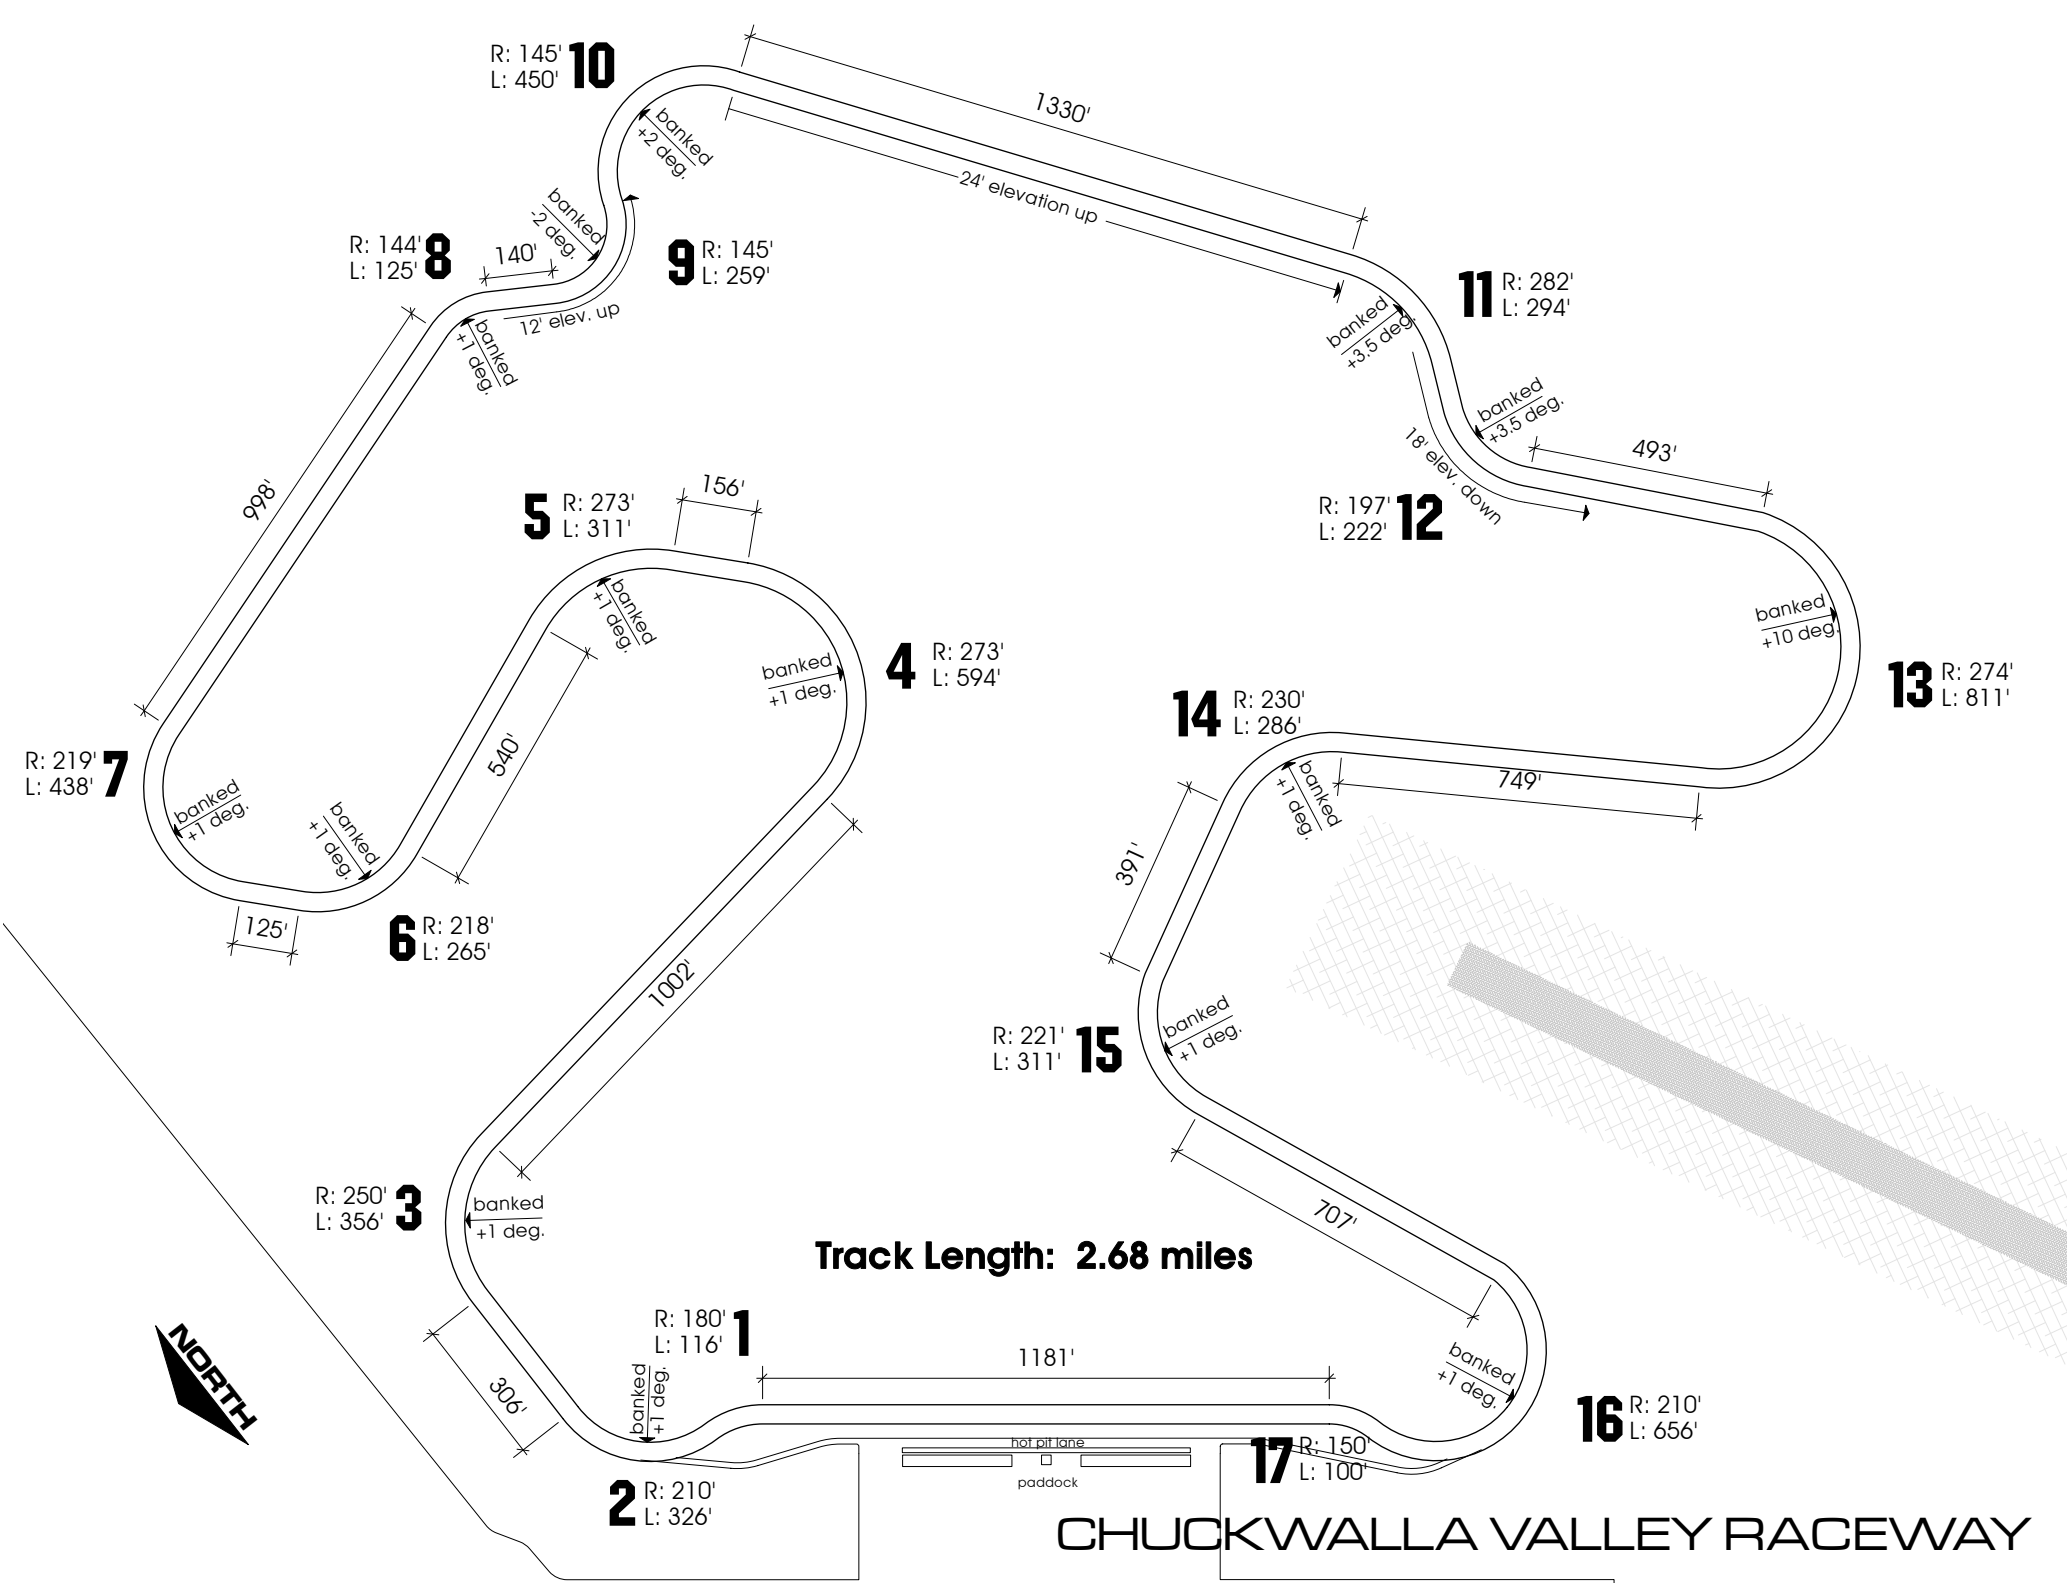 R: 145'
L: 450'
10
1330'
24' elevation up
banked
+2 deg.
banked
-2 deg.
R: 144'
L: 125'
8
140'
9
R: 145'
L: 259'
12' elev. up
banked
+1 deg.
11
R: 282'
L: 294'
banked
+3.5 deg.
banked
+3.5 deg.
18' elev. down
493'
R: 197'
L: 222'
12
998'
5
R: 273'
L: 311'
156'
banked
+1 deg.
banked
+1 deg.
4
R: 273'
L: 594'
540'
banked
+10 deg.
13
R: 274'
L: 811'
14
R: 230'
L: 286'
749'
banked
+1 deg.
R: 219'
L: 438'
7
banked
+1 deg.
banked
+1 deg.
125'
6
R: 218'
L: 265'
391'
1002'
R: 221'
L: 311'
15
banked
+1 deg.
R: 250'
L: 356'
3
banked
+1 deg.
707'
Track Length: 2.68 miles
NORTH
306'
R: 180'
L: 116'
1
banked
+1 deg.
1181'
banked
+1 deg.
16
R: 210'
L: 656'
hot pit lane
paddock
17
R: 150'
L: 100'
2
R: 210'
L: 326'
CHUCKWALLA VALLEY RACEWAY